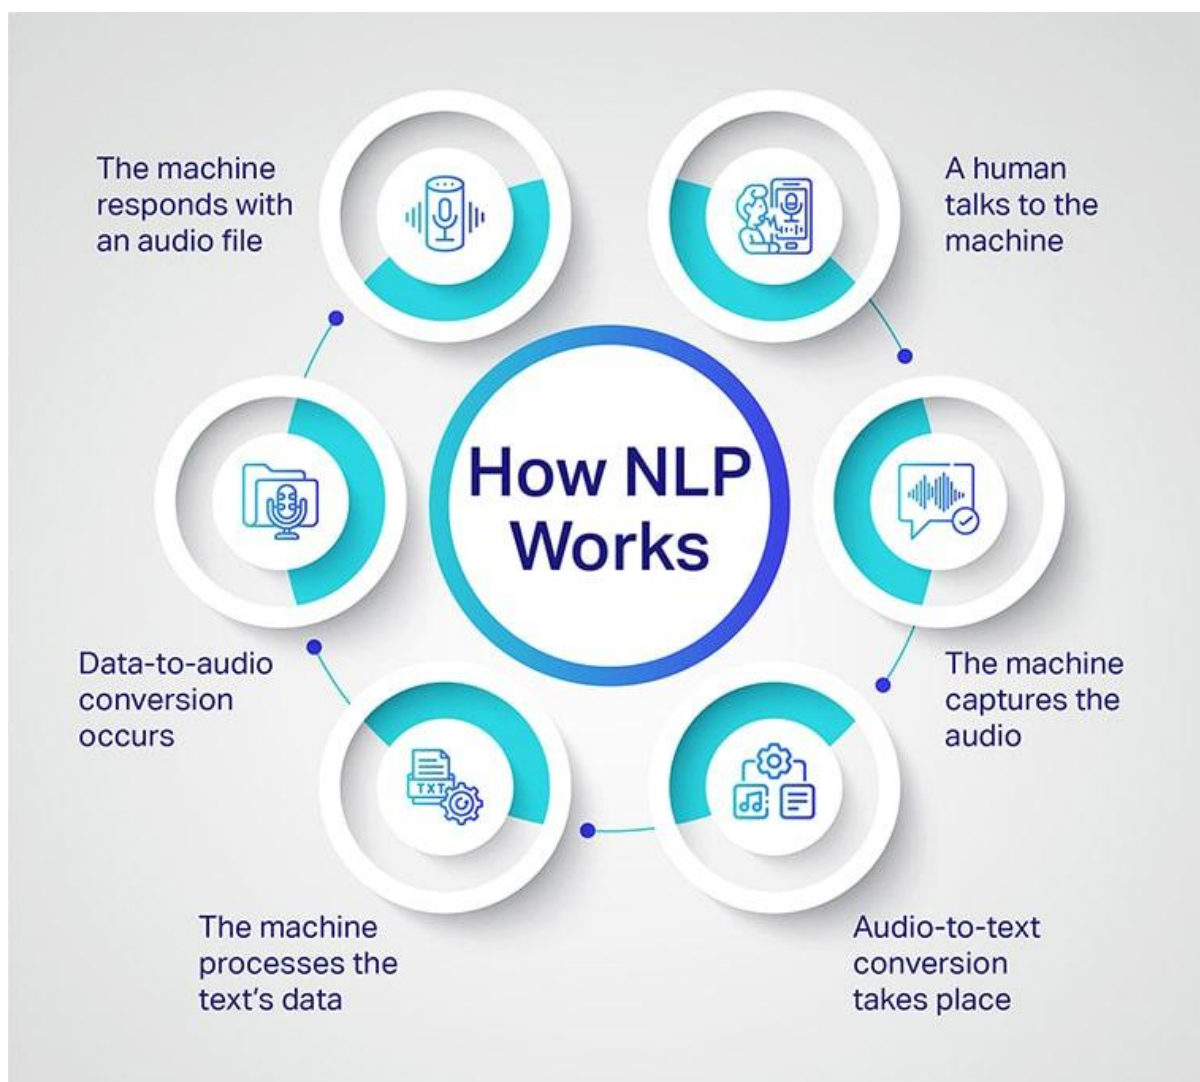 How NLP
Works
A human
talks to the
machine
The machine
captures the
audio
Audio-to-text
conversion
takes place
The machine
processes the
text's data
TXT
Data-to-audio
conversion
occurs
The machine
responds with
an audio file